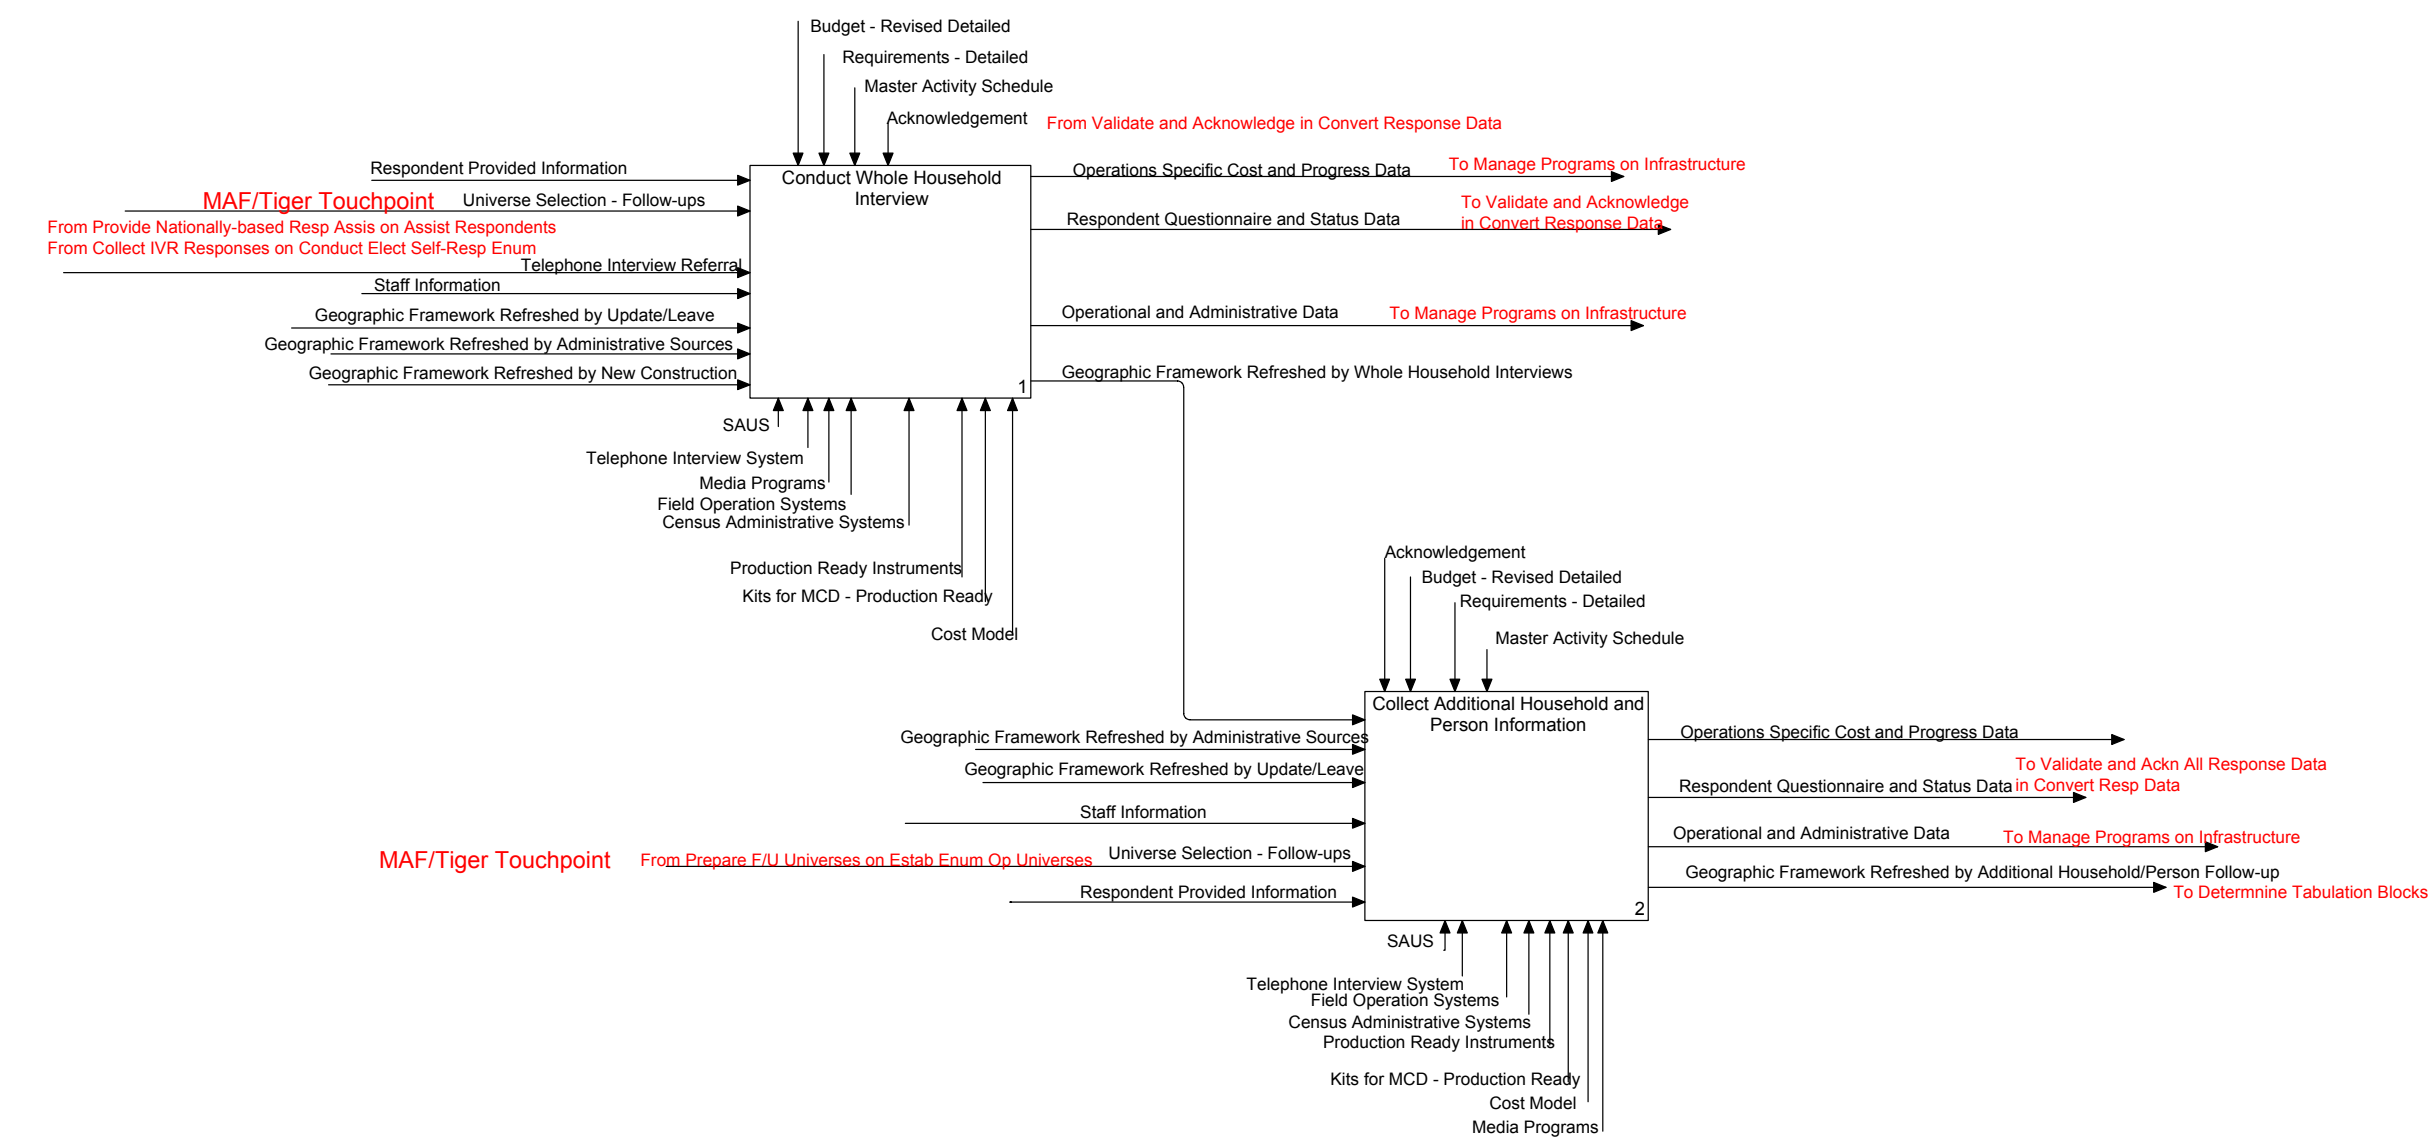 Budget - Revised Detailed
Requirements - Detailed
Master Activity Schedule
Acknowledgement
From Validate and Acknowledge in Convert Response Data
Respondent Provided Information
MAF/Tiger Touchpoint
Universe Selection - Follow-ups
From Provide Nationally-based Resp Assis on Assist Respondents
From Collect IVR Responses on Conduct Elect Self-Resp Enum
Telephone Interview Referral
Staff Information
Geographic Framework Refreshed by Update/Leave
Geographic Framework Refreshed by Administrative Sources
Geographic Framework Refreshed by New Construction
Conduct Whole Household
Interview
1
Operations Specific Cost and Progress Data
To Manage Programs on Infrastructure
Respondent Questionnaire and Status Data
To Validate and Acknowledge
in Convert Response Data
Operational and Administrative Data
To Manage Programs on Infrastructure
Geographic Framework Refreshed by Whole Household Interviews
SAUS
Telephone Interview System
Media Programs
Field Operation Systems
Census Administrative Systems
Production Ready Instruments
Kits for MCD - Production Ready
Cost Model
Acknowledgement
Budget - Revised Detailed
Requirements - Detailed
Master Activity Schedule
Collect Additional Household and
Person Information
2
Geographic Framework Refreshed by Administrative Sources
Geographic Framework Refreshed by Update/Leave
Staff Information
MAF/Tiger Touchpoint
From Prepare F/U Universes on Estab Enum Op Universes
Universe Selection - Follow-ups
Respondent Provided Information
Operations Specific Cost and Progress Data
To Validate and Ackn All Response Data
in Convert Resp Data
Respondent Questionnaire and Status Data
Operational and Administrative Data
To Manage Programs on Infrastructure
Geographic Framework Refreshed by Additional Household/Person Follow-up
To Determnine Tabulation Blocks
SAUS
Telephone Interview System
Field Operation Systems
Census Administrative Systems
Production Ready Instruments
Kits for MCD - Production Ready
Cost Model
Media Programs